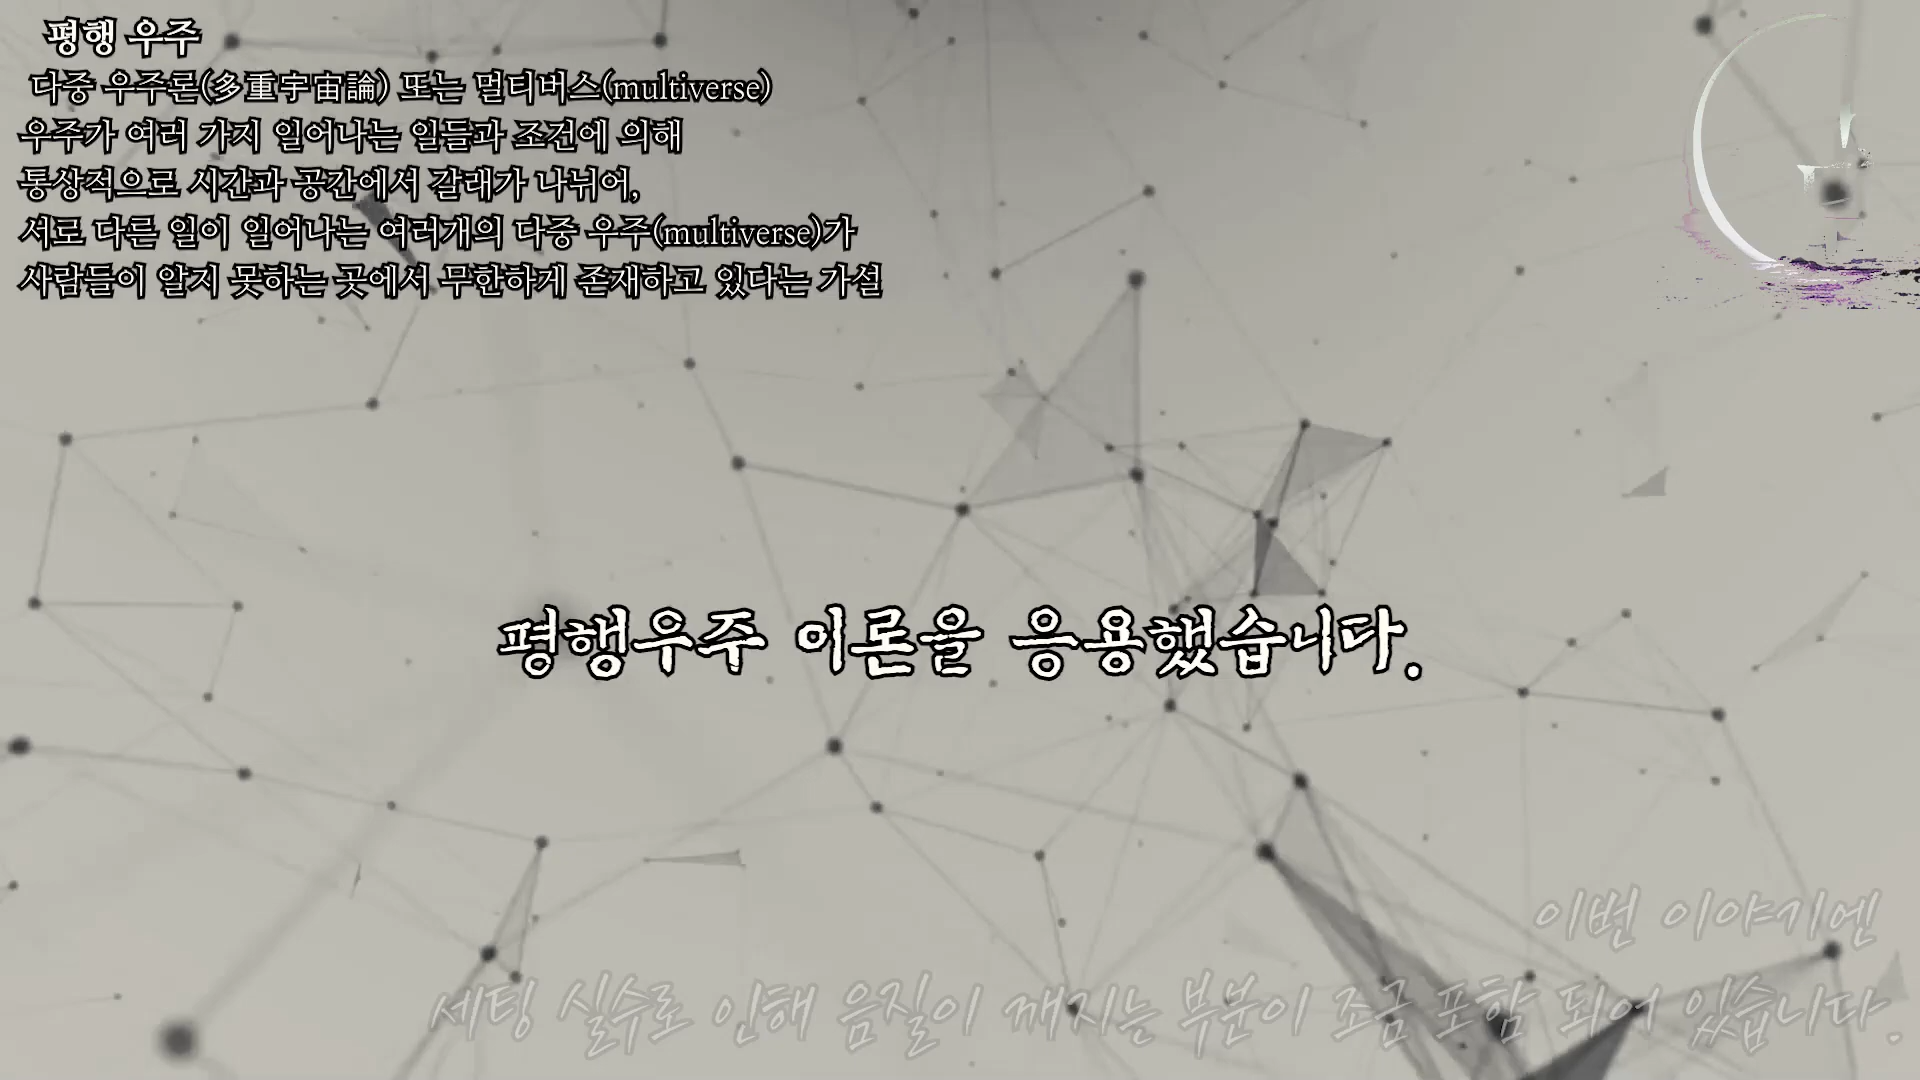 평행 우주
다중 우주론(多重宇宙論) 또는 멀티버스(multiverse)
우주가 여러 가지 일어나는 일들과 조건에 의해
통상적으로 시간과 공간에서 갈래가 나뉘어,
서로 다른 일이 일어나는 여러개의 다중 우주(multiverse)가
사람들이 알지 못하는 곳에서 무한하게 존재하고 있다는 가설
평행우주 이론을 응용했습니다.
이번 이야기엔
세팅 실수로 인해 음질이 깨지는 부분이 조금 포함 되어 있습니다.